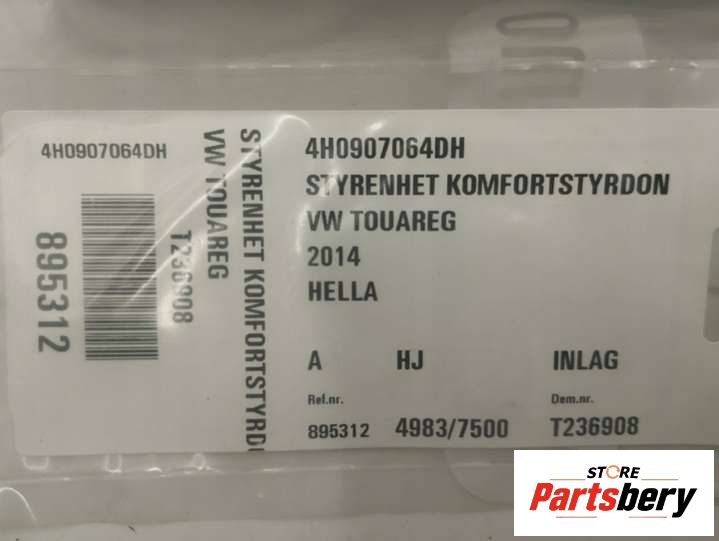 4H0907064DH
895312
T236908
VW TOUAREG
STYRENHET KOMFORTSTYRDO
4H0907064DH
STYRENHET KOMFORTSTYRDON
VW TOUAREG
2014
HELLA
A HJ INLAG
Ref.nr. Dem.nr.
895312 4983/7500 T236908
STORE
Partsbery